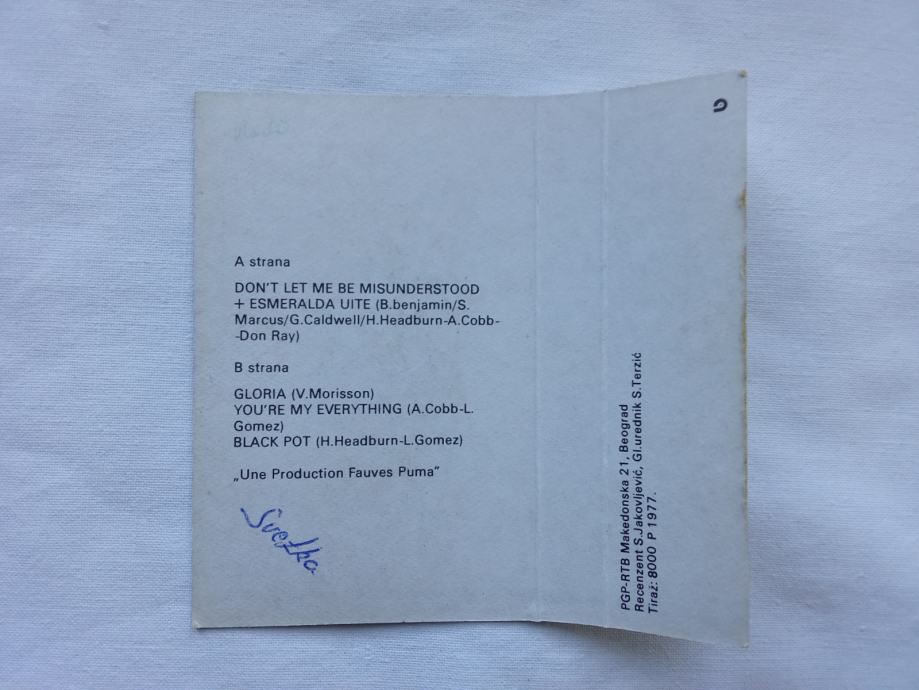 A strana
DON'T LET ME BE MISUNDERSTOOD
+ ESMERALDA UITE (B.benjamin/S.
Marcus/G.Caldwell/H.Headburn-A.Cobb-
-Don Ray)
B strana
GLORIA (V.Morisson)
YOU'RE MY EVERYTHING (A.Cobb-L.
Gomez)
BLACK POT (H.Headburn-L.Gomez)
„Une Production Fauves Puma"
Svetko
PGP-RTB Makedonska 21, Beograd
Recenzent S.Jakovljević, Gl.urednik S.Terzić
Tiraž: 8000 P 1977.